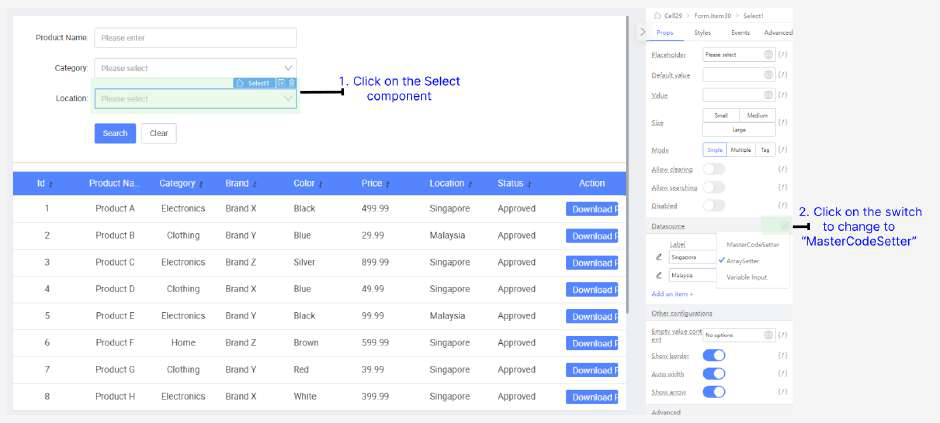 Cell29 > Form.Item30 > Select1
Props Styles Events Advanced
Product Name: Please enter
Category: Please select
Select1
Location: Please select
Search Clear
1. Click on the Select
component
Id Product Na.. Category Brand Color Price Location Status Action
1 Product A Electronics Brand X Black 499.99 Singapore Approved Download F
2 Product B Clothing Brand Y Blue 29.99 Malaysia Approved Download F
3 Product C Electronics Brand Z Silver 899.99 Singapore Approved Download F
4 Product D Clothing Brand X Blue 49.99 Singapore Approved Download F
5 Product E Electronics Brand Y Black 99.99 Malaysia Approved Download F
6 Product F Home Brand Z Brown 599.99 Singapore Approved Download F
7 Product G Clothing Brand Y Red 39.99 Singapore Approved Download F
8 Product H Electronics Brand X White 399.99 Singapore Approved Download F
Placeholder Please select {/}
Default value {/}
Value {/}
Size Small Medium {/}
Large
Mode Single Multiple Tag {/}
Allow clearing {/}
Allow searching {/}
Disabled {/}
Datasource
Label
Singapore
Malaysia
Add an item +
MasterCodeSetter
ArraySetter
Variable Input
Other configurations
Empty value cont No options {/}
ent
Show border {/}
Auto width {/}
Show arrow {/}
Advanced
2. Click on the switch
to change to
“MasterCodeSetter”